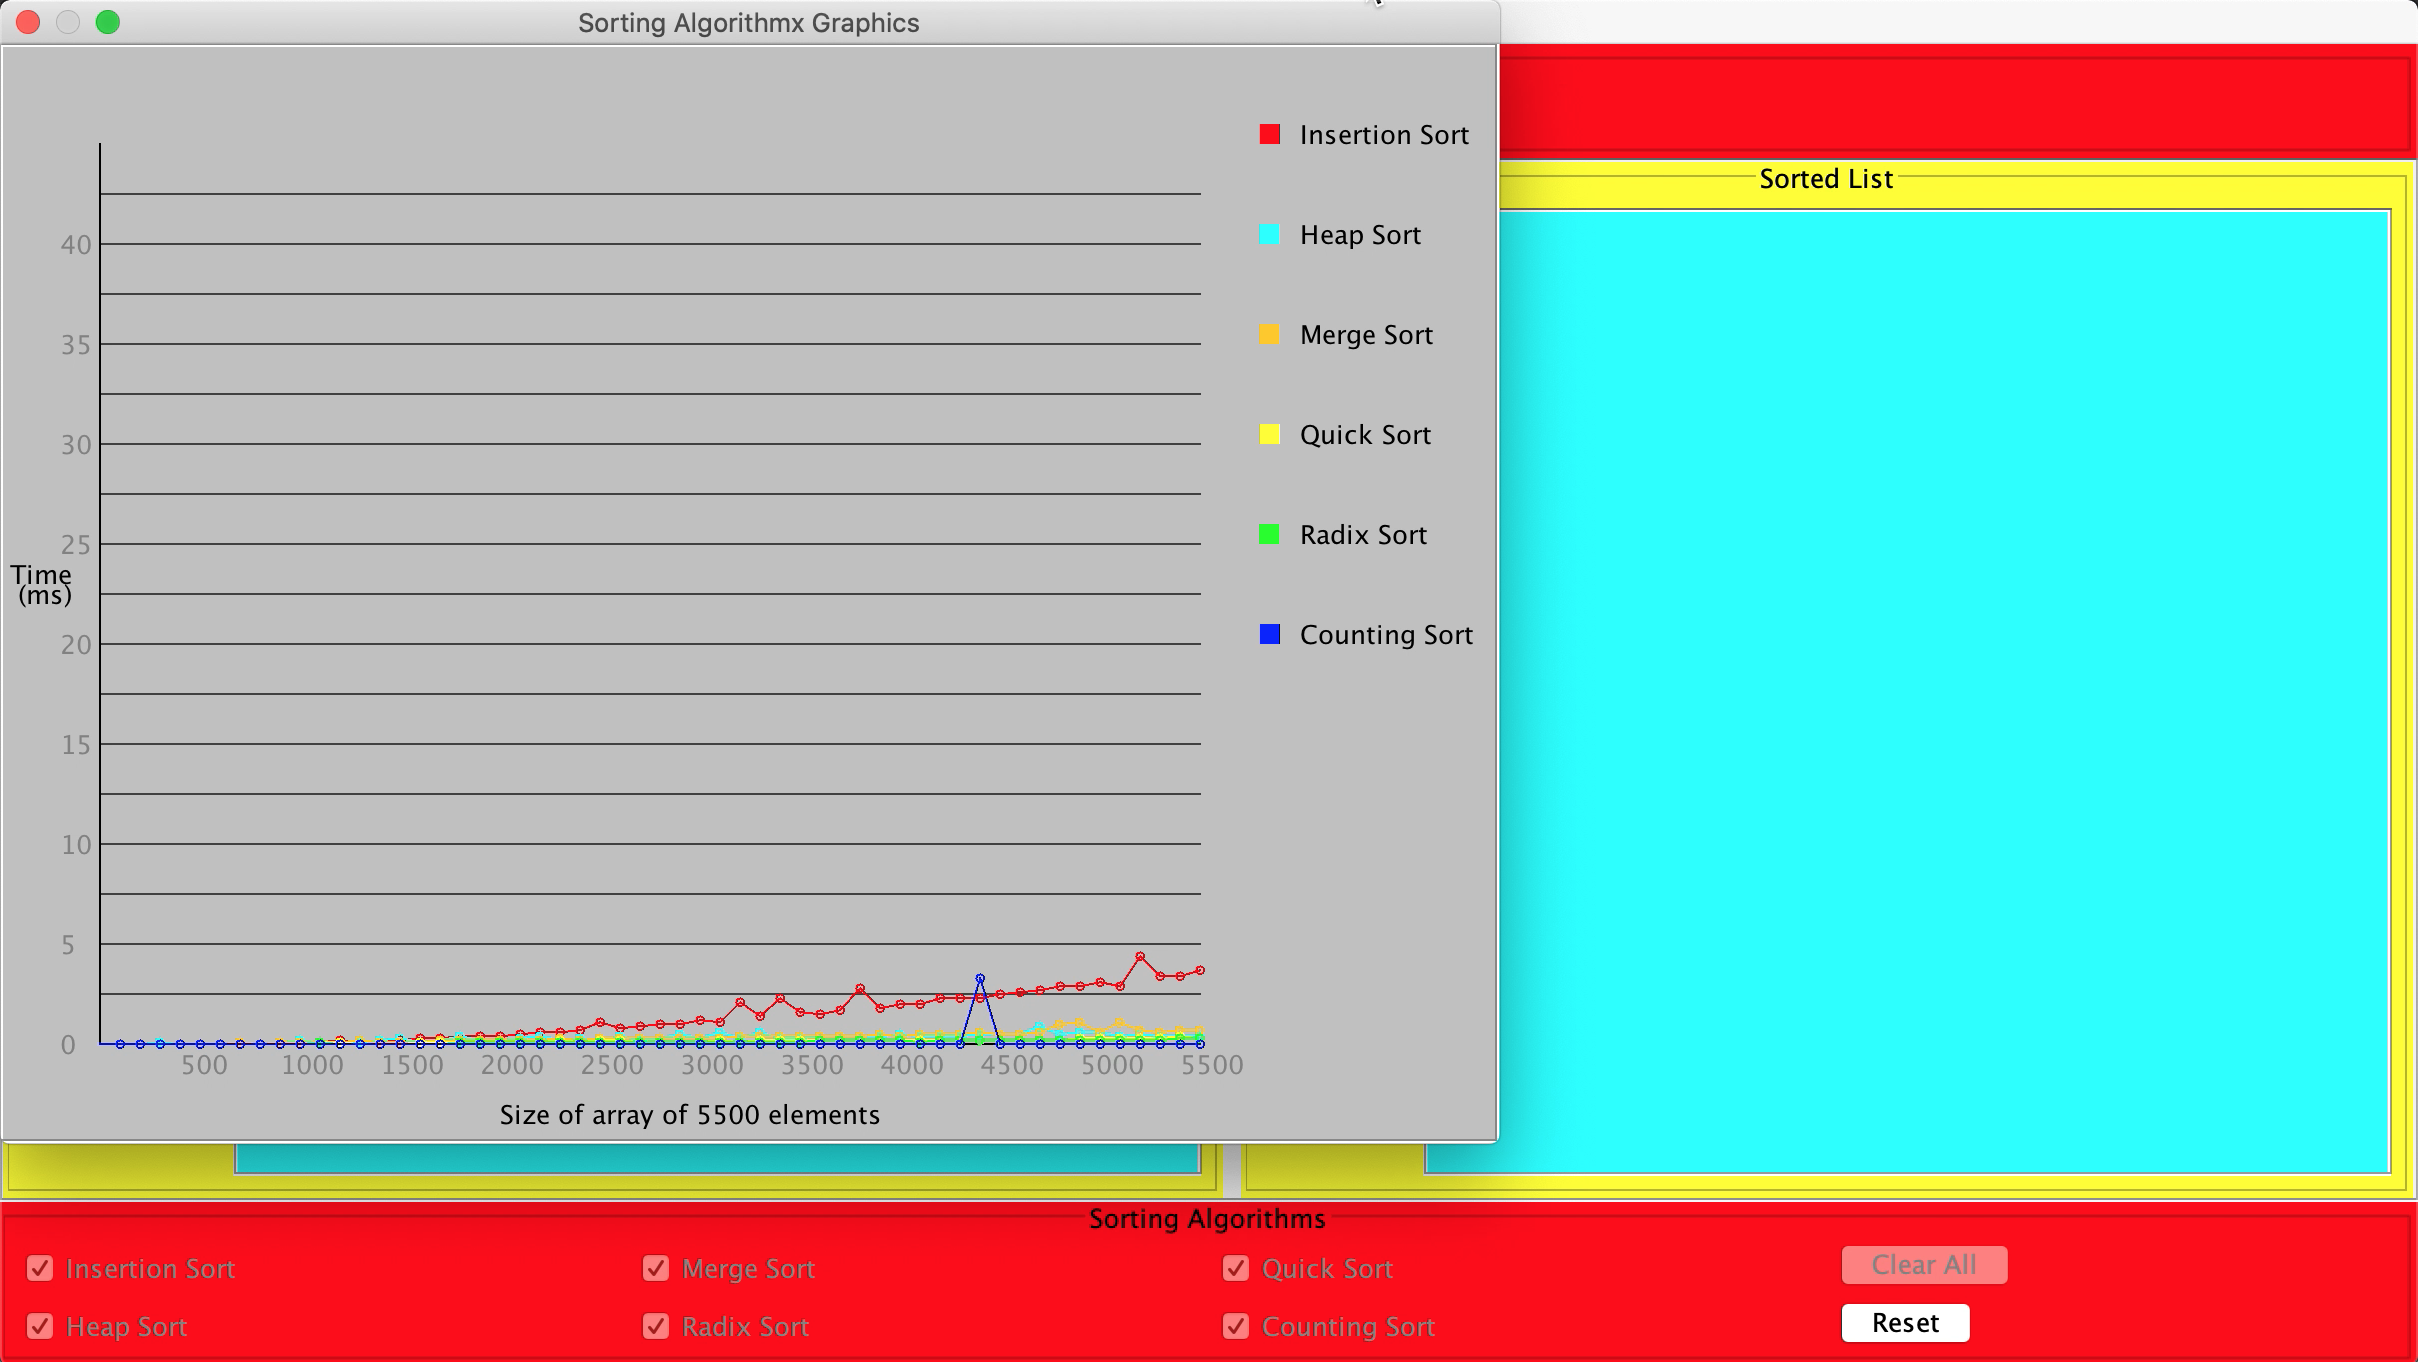 Sorting Algorithmx Graphics
Insertion Sort
Heap Sort
Merge Sort
Quick Sort
Radix Sort
Counting Sort
40
35
30
25
20
15
10
5
0
Time
(ms)
500 1000 1500 2000 2500 3000 3500 4000 4500 5000 5500
Size of array of 5500 elements
Sorted List
Sorting Algorithms
Insertion Sort Merge Sort Quick Sort Clear All
Heap Sort Radix Sort Counting Sort Reset